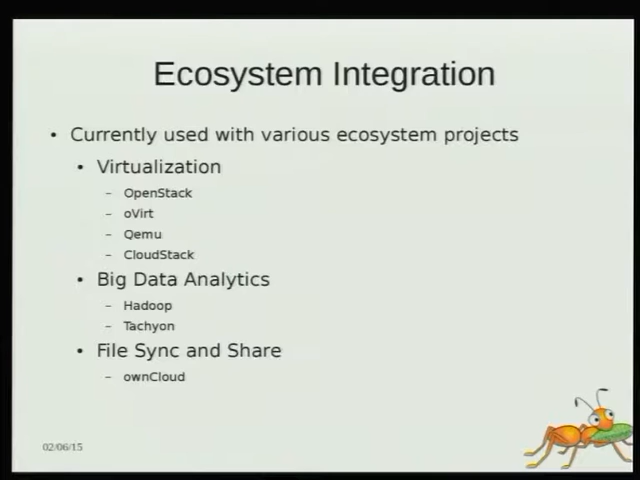 Ecosystem Integration
• Currently used with various ecosystem projects
• Virtualization
– OpenStack
– oVirt
– Qemu
– CloudStack
• Big Data Analytics
– Hadoop
– Tachyon
• File Sync and Share
– ownCloud
02/06/15